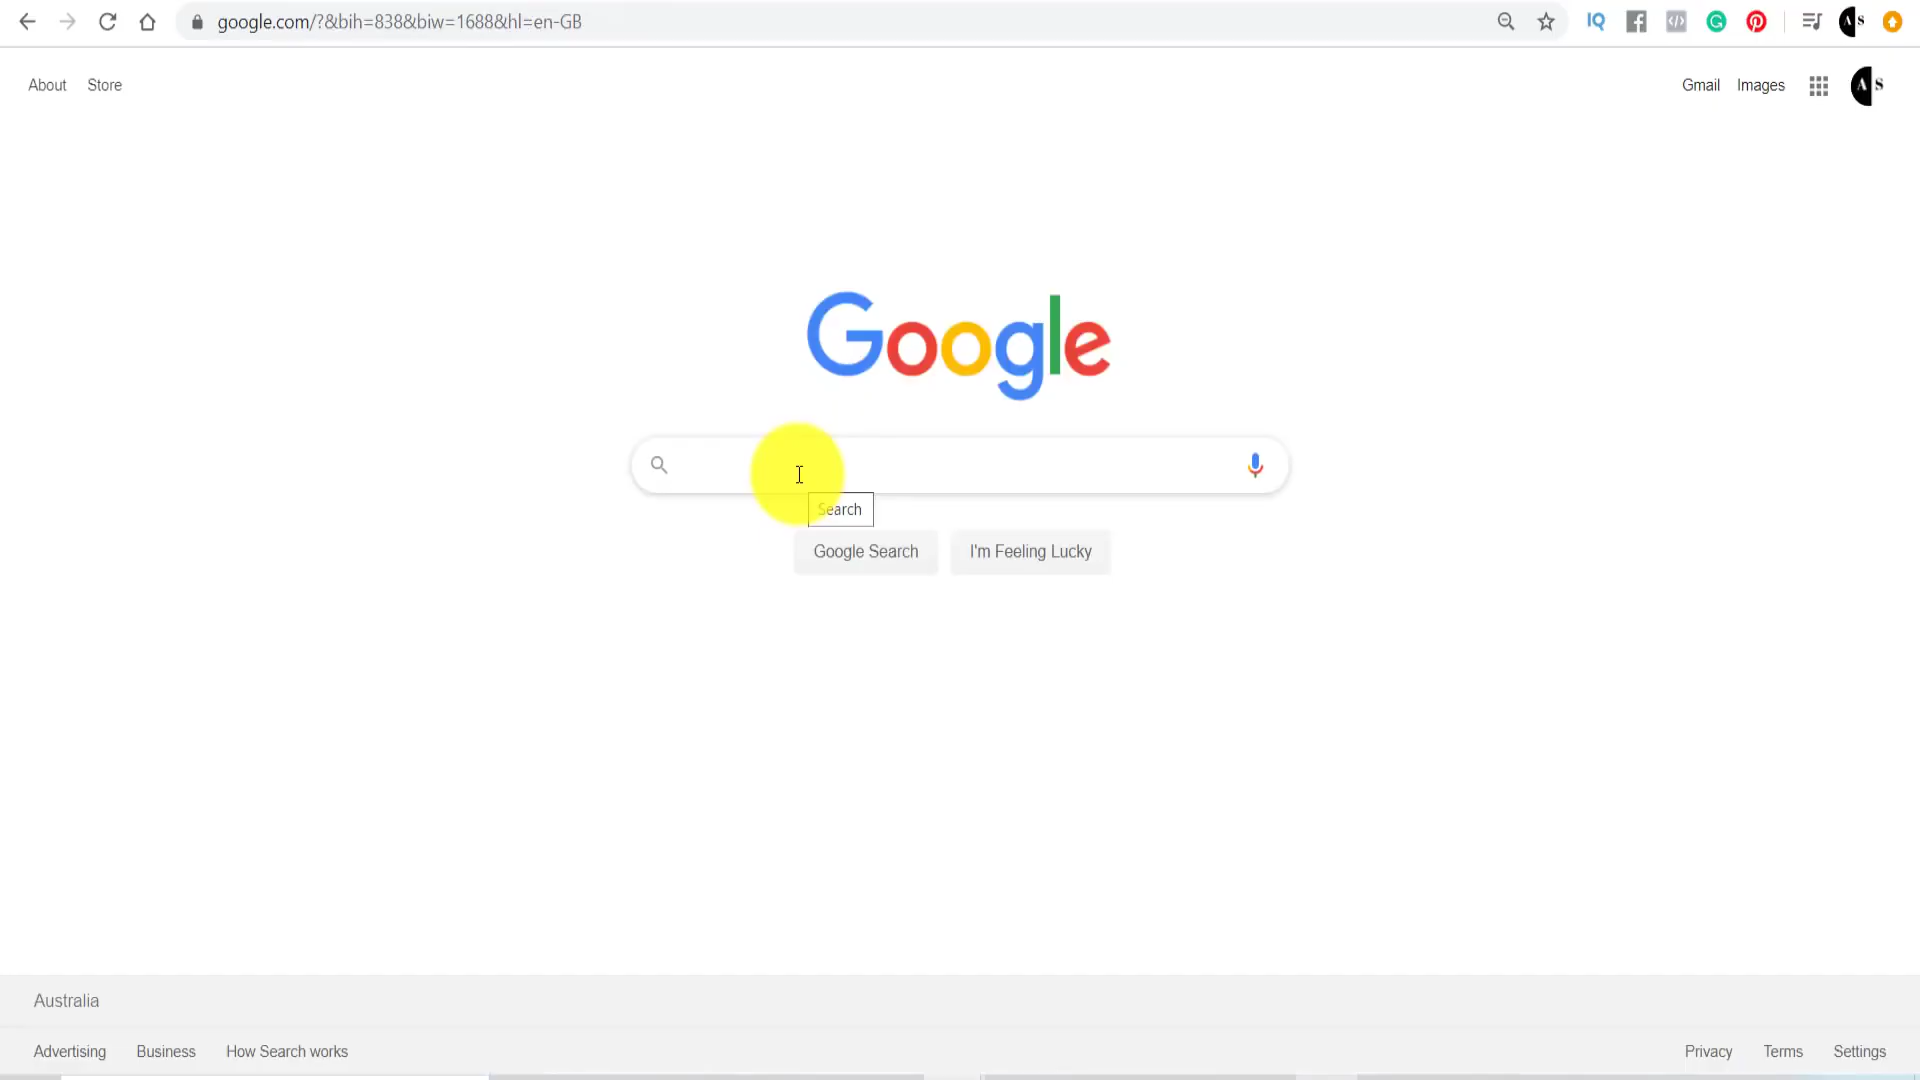 google.com/?&bih=838&biw=1688&hl=en-GB
IQ
A S
About Store
Gmail Images
A S
Google
Search
Google Search I'm Feeling Lucky
Australia
Advertising Business How Search works
Privacy Terms Settings